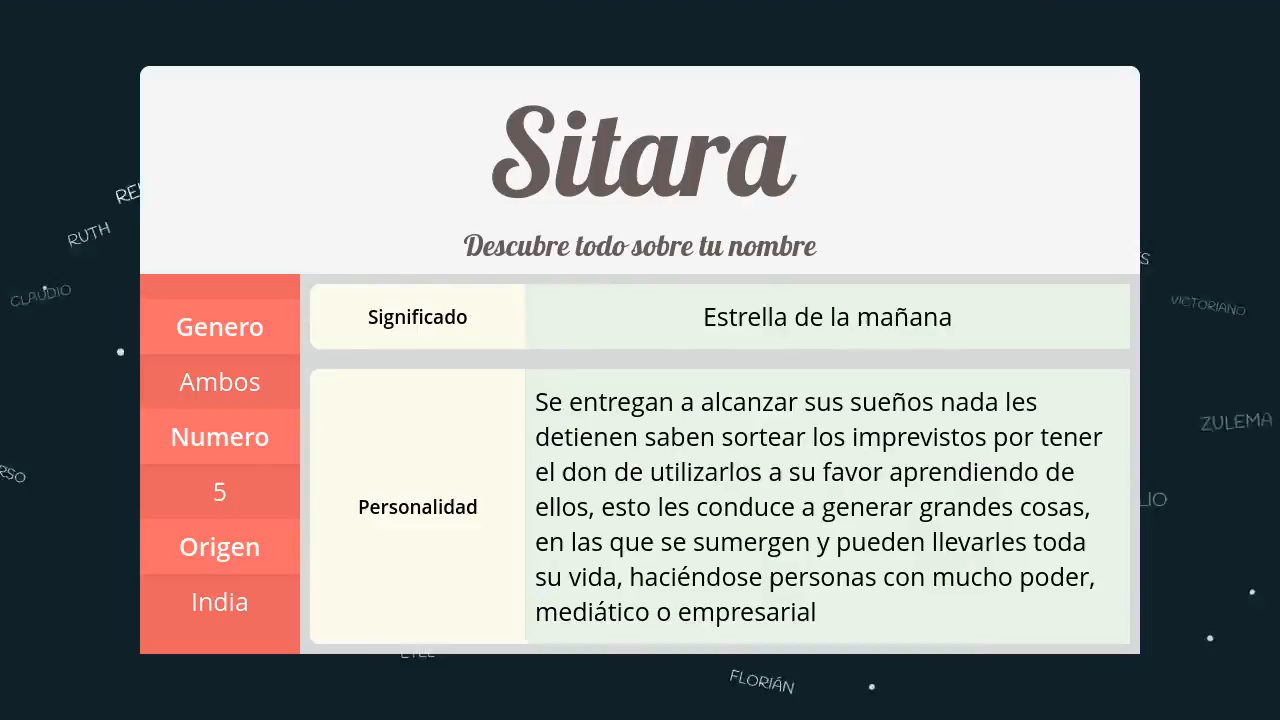 Sitara
Descubre todo sobre tu nombre
RUTH
CLAUDIO
VICTORIANO
ZULEMA
FLORIÁN
Genero
Ambos
Numero
5
Origen
India
Significado
Estrella de la mañana
Personalidad
Se entregan a alcanzar sus sueños nada les
detienen saben sortear los imprevistos por tener
el don de utilizarlos a su favor aprendiendo de
ellos, esto les conduce a generar grandes cosas,
en las que se sumergen y pueden llevarles toda
su vida, haciéndose personas con mucho poder,
mediático o empresarial